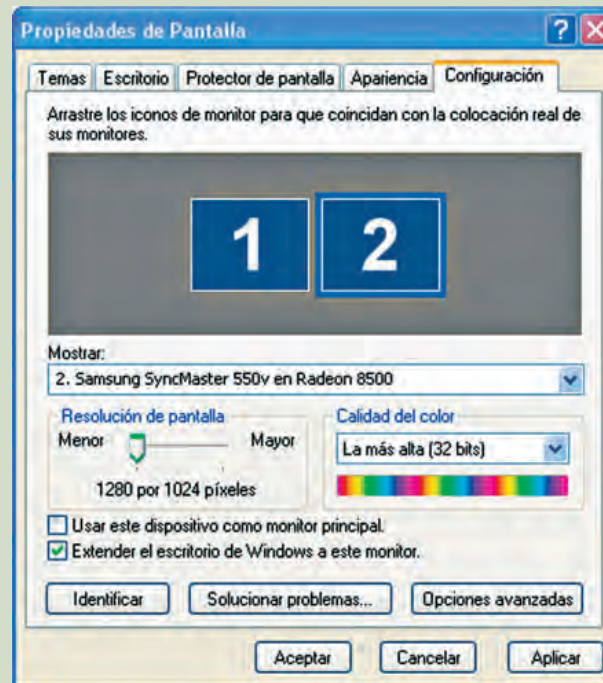 Propiedades de Pantalla
Temas Escritorio Protector de pantalla Apariencia Configuración
Arrastre los iconos de monitor para que coincidan con la colocación real de
sus monitores.
1 2
Mostrar:
2. Samsung SyncMaster 550v en Radeon 8500
Resolución de pantalla
Menor Mayor
1280 por 1024 píxeles
Calidad del color
La más alta (32 bits)
Usar este dispositivo como monitor principal.
Extender el escritorio de Windows a este monitor.
Identificar Solucionar problemas... Opciones avanzadas
Aceptar Cancelar Aplicar